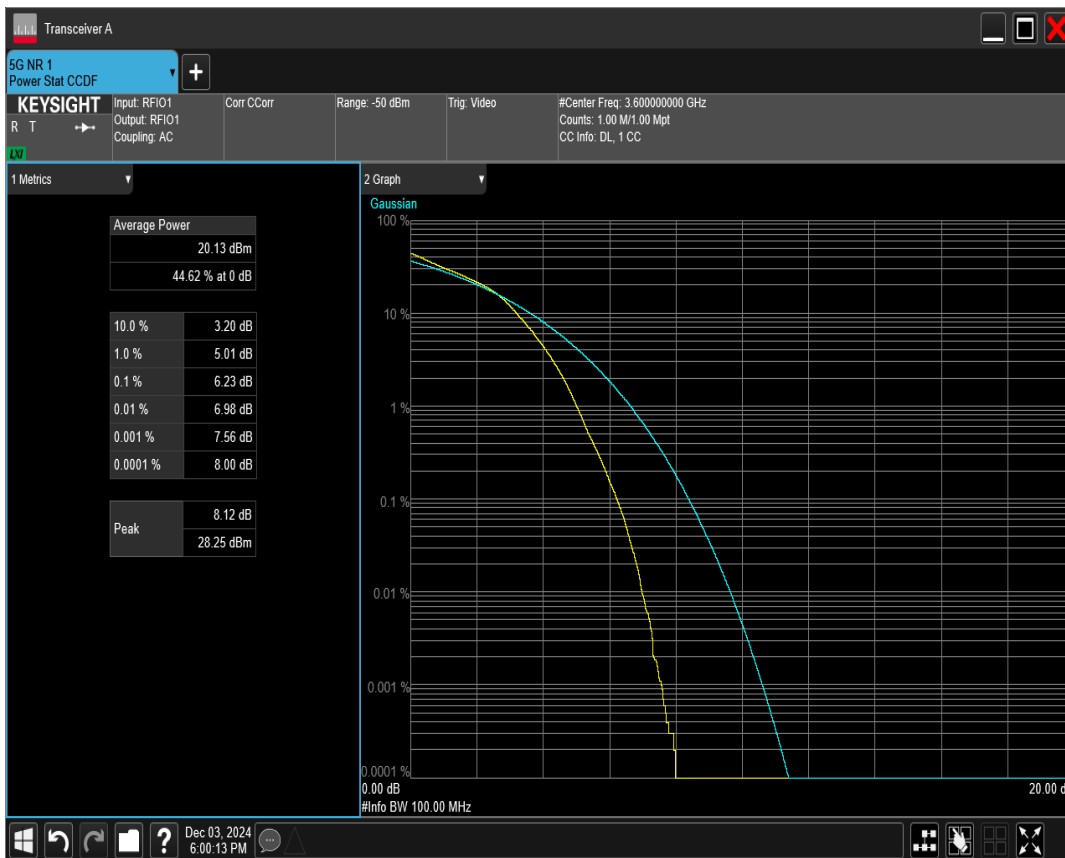 Transceiver A
5G NR 1
Power Stat CCDF
+
KEYSIGHT
R T
LXI
Input: RFIO1
Output: RFIO1
Coupling: AC
Corr CCorr
Range: -50 dBm
Trig: Video
#Center Freq: 3.600000000 GHz
Counts: 1.00 M/1.00 Mpt
CC Info: DL, 1 CC
1 Metrics
Average Power
20.13 dBm
44.62 % at 0 dB
10.0 % 3.20 dB
1.0 % 5.01 dB
0.1 % 6.23 dB
0.01 % 6.98 dB
0.001 % 7.56 dB
0.0001 % 8.00 dB
Peak
8.12 dB
28.25 dBm
2 Graph
Gaussian
100 %
10 %
1 %
0.1 %
0.01 %
0.001 %
0.0001 %
0.00 dB 20.00 d
#Info BW 100.00 MHz
?
Dec 03, 2024
6:00:13 PM